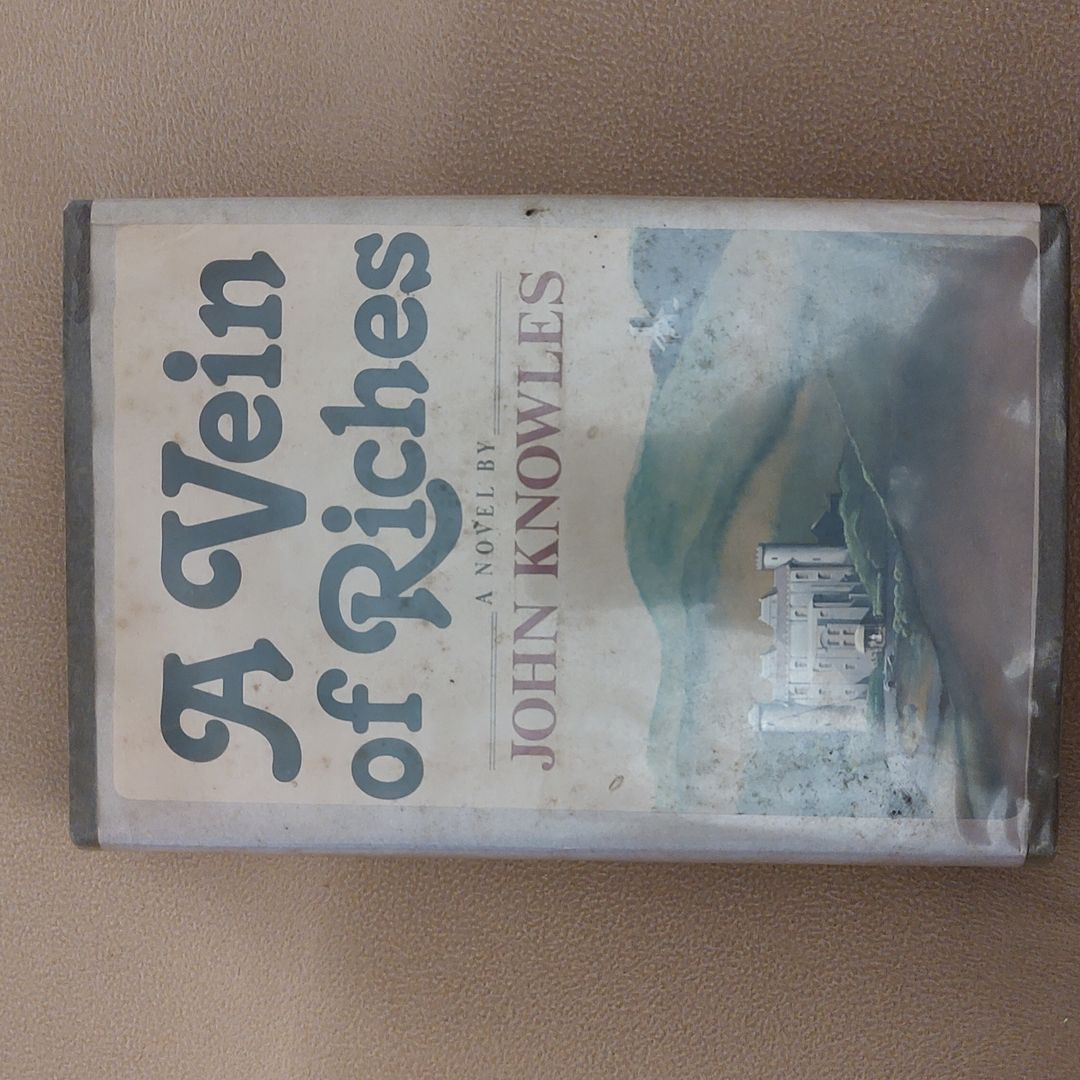 A Vein
of Riches
A NOVEL BY
JOHN KNOWLES